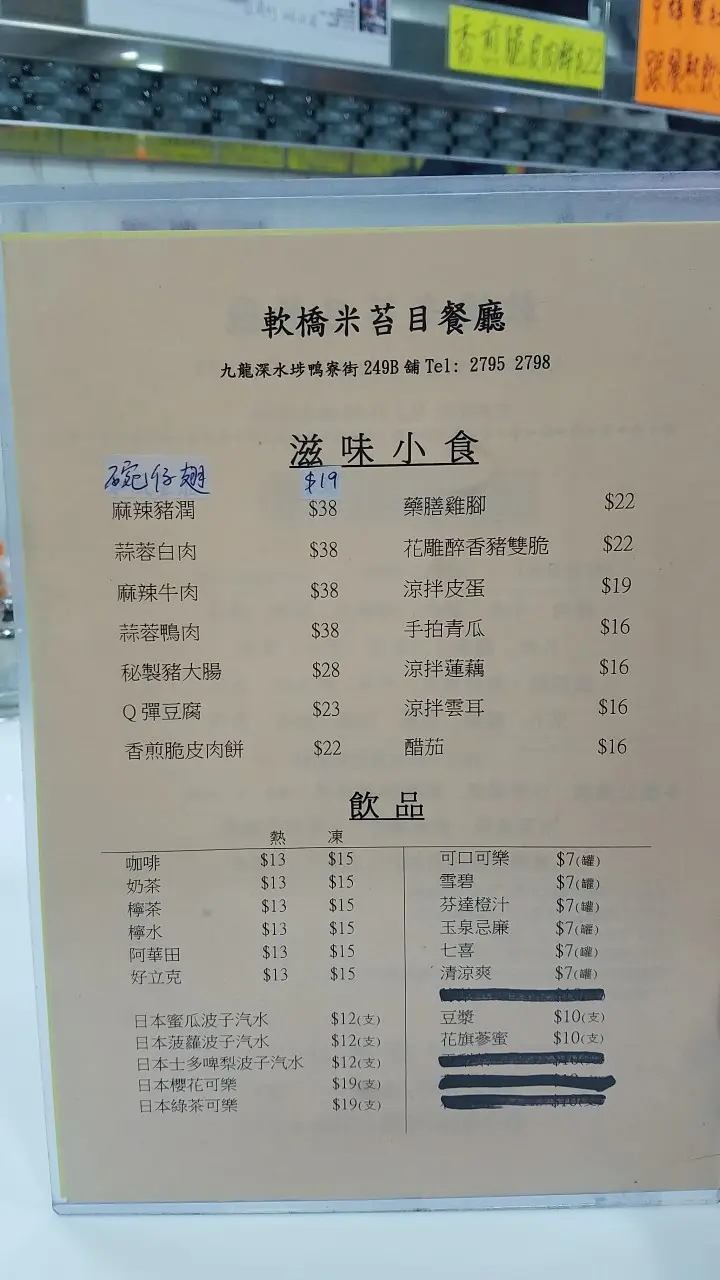 香煎脆皮肉餅$22
軟橋米苔目餐廳
九龍深水埗鴨寮街249B舖 Tel: 2795 2798
滋味小食
碗仔翅 $19
麻辣豬潤 $38 藥膳雞腳 $22
蒜蓉白肉 $38 花雕醉香豬雙脆 $22
麻辣牛肉 $38 涼拌皮蛋 $19
蒜蓉鴨肉 $38 手拍青瓜 $16
秘製豬大腸 $28 涼拌蓮藕 $16
Q彈豆腐 $23 涼拌雲耳 $16
香煎脆皮肉餅 $22 醋茄 $16
飲品
熱 凍
咖啡 $13 $15
奶茶 $13 $15
檸茶 $13 $15
檸水 $13 $15
阿華田 $13 $15
好立克 $13 $15
日本蜜瓜波子汽水 $12(支)
日本菠蘿波子汽水 $12(支)
日本士多啤梨波子汽水 $12(支)
日本櫻花可樂 $19(支)
日本綠茶可樂 $19(支)
可口可樂 $7(罐)
雪碧 $7(罐)
芬達橙汁 $7(罐)
玉泉忌廉 $7(罐)
七喜 $7(罐)
清涼爽 $7(罐)
豆漿 $10(支)
花旗蔘蜜 $10(支)